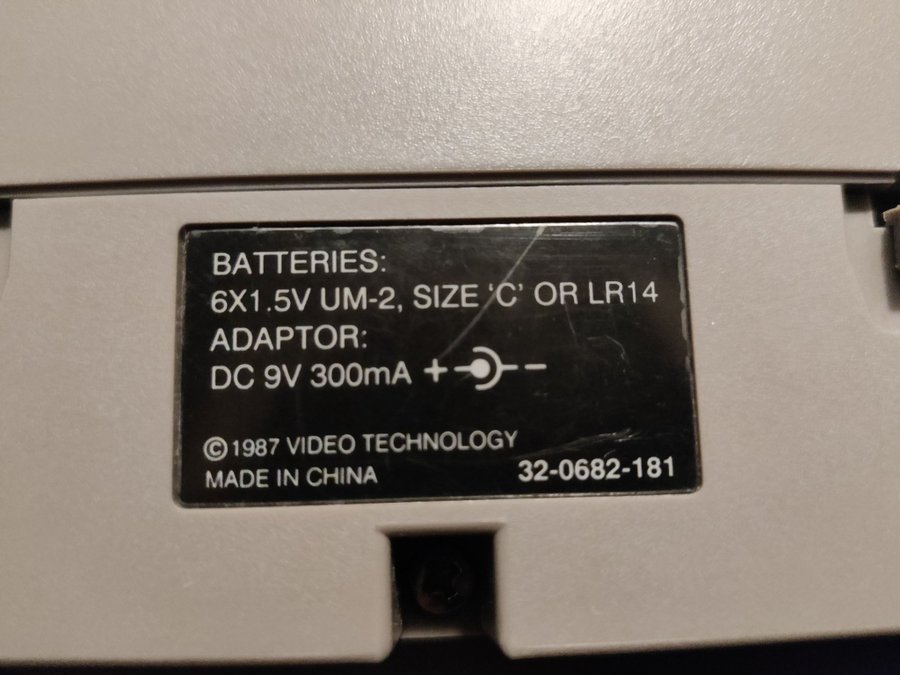 BATTERIES:
6X1.5V UM-2, SIZE 'C' OR LR14
ADAPTOR:
DC 9V 300mA + −
© 1987 VIDEO TECHNOLOGY
MADE IN CHINA 32-0682-181